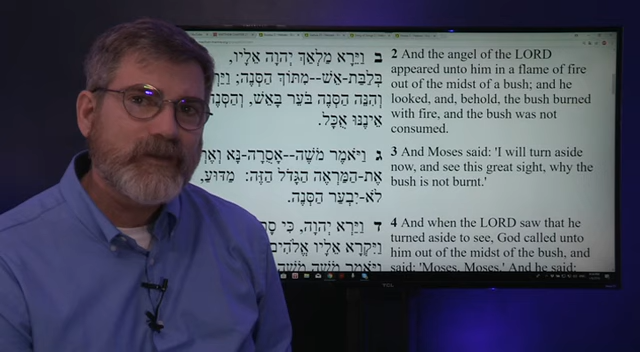 ב וַיֵּרָא מַלְאַךְ יְהוָה אֵלָיו,
בְּלַבַּת-אֵשׁ--מִתּוֹךְ הַסְּנֶה;
וְהִנֵּה הַסְּנֶה בֹּעֵר בָּאֵשׁ,
אֵינֶנּוּ אֻכָּל.
2 And the angel of the LORD
appeared unto him in a flame of fire
out of the midst of a bush; and he
looked, and, behold, the bush burned
with fire, and the bush was not
consumed.
ג וַיֹּאמֶר מֹשֶׁה--אָסֻרָה-נָּא
אֶת-הַמַּרְאֶה הַגָּדֹל הַזֶּה: מַדּוּעַ,
לֹא-יִבְעַר הַסְּנֶה.
3 And Moses said: 'I will turn aside
now, and see this great sight, why the
bush is not burnt.'
ד וַיַּרְא יְהוָה, כִּי
וַיִּקְרָא אֵלָיו אֱלֹהִים
וַיֹּאמֶר מֹשֶׁה מֹשֶׁה
4 And when the LORD saw that he
turned aside to see, God called unto
him out of the midst of the bush, and
said: 'Moses, Moses.' And he said:
TCL